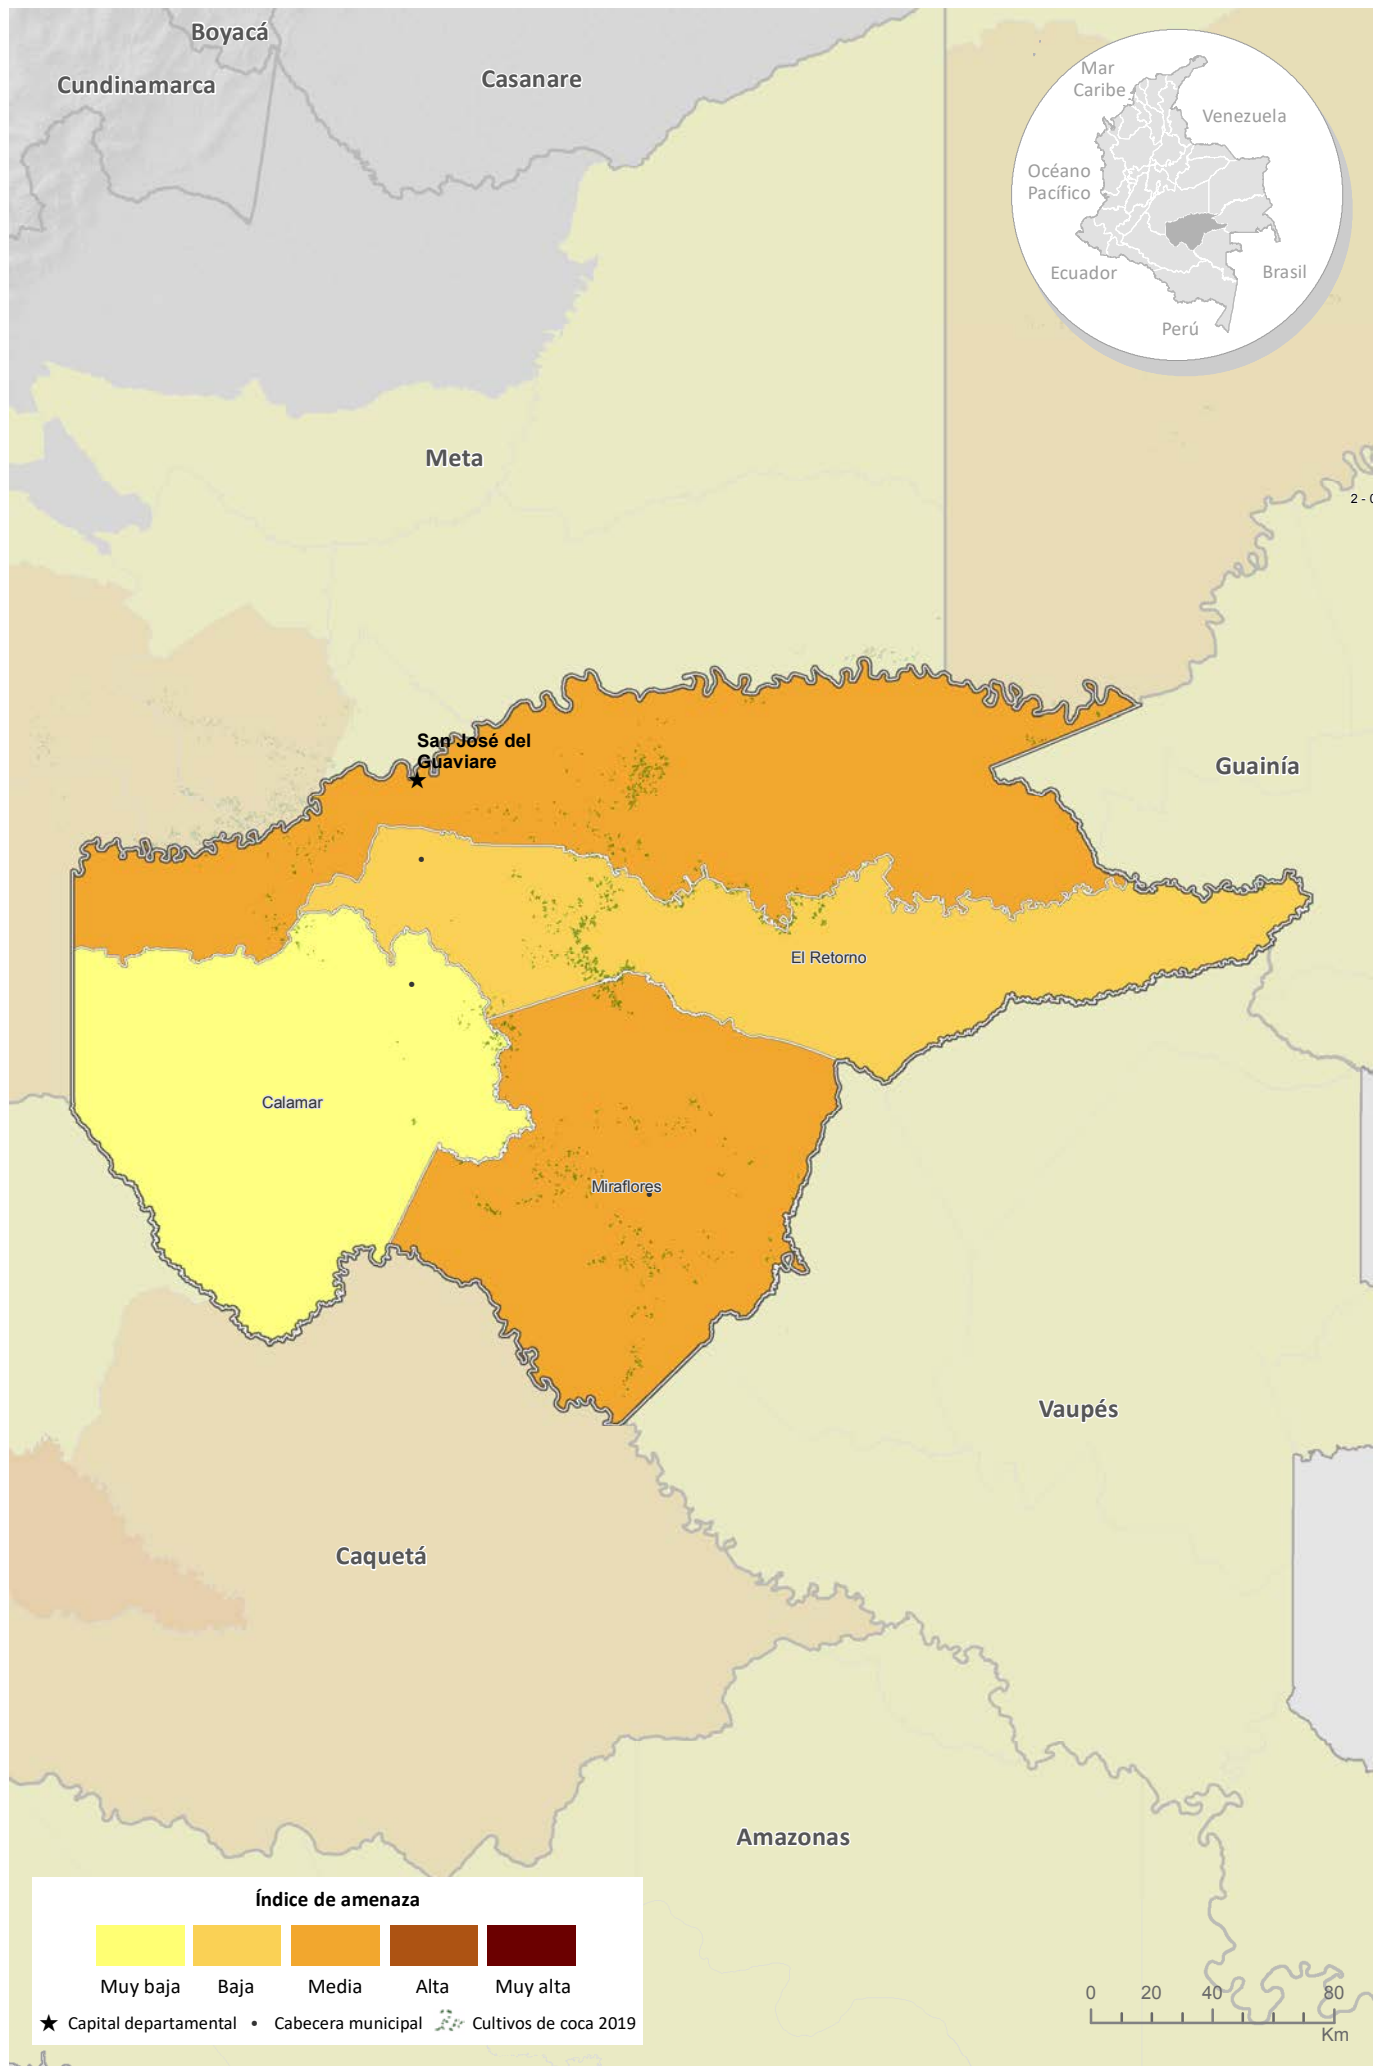 Boyacá
Cundinamarca
Casanare
Mar
Caribe
Venezuela
Océano
Pacífico
Ecuador
Brasil
Perú
Meta
2 - 0
San José del
Guaviare
Guainía
El Retorno
Calamar
Miraflores
Vaupés
Caquetá
Amazonas
Índice de amenaza
Muy baja Baja Media Alta Muy alta
Capital departamental Cabecera municipal Cultivos de coca 2019
0 20 40 80
Km